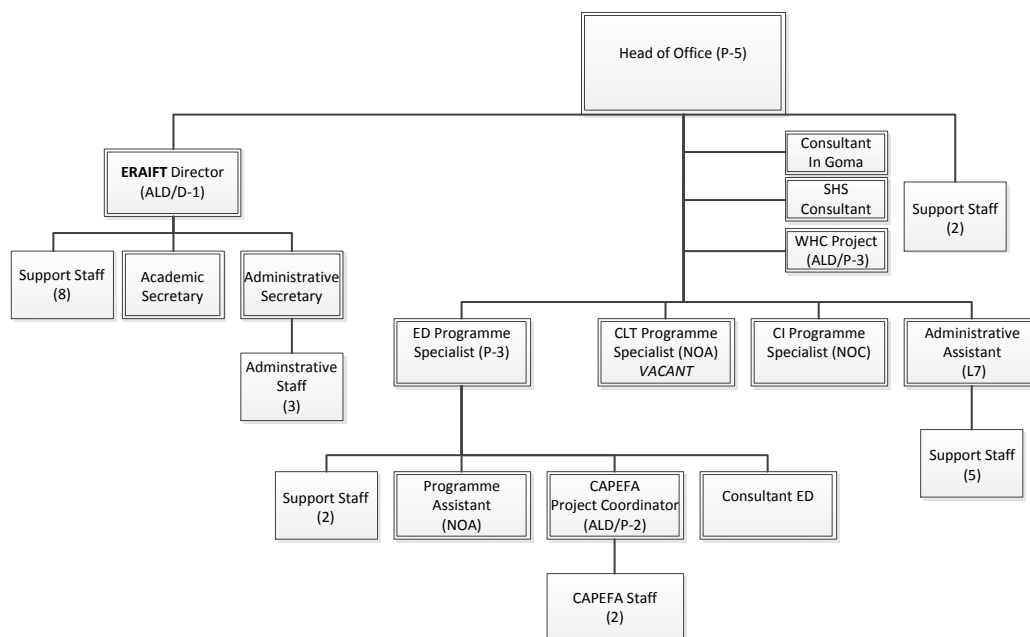 Head of Office (P-5)
Consultant
In Goma
ERAIFT Director
(ALD/D-1)
SHS
Consultant
Support Staff
(2)
WHC Project
(ALD/P-3)
Support Staff
(8)
Academic
Secretary
Administrative
Secretary
ED Programme
Specialist (P-3)
CLT Programme
Specialist (NOA)
VACANT
CI Programme
Specialist (NOC)
Administrative
Assistant
(L7)
Adminstrative
Staff
(3)
Support Staff
(5)
Support Staff
(2)
Programme
Assistant
(NOA)
CAPEFA
Project Coordinator
(ALD/P-2)
Consultant ED
CAPEFA Staff
(2)